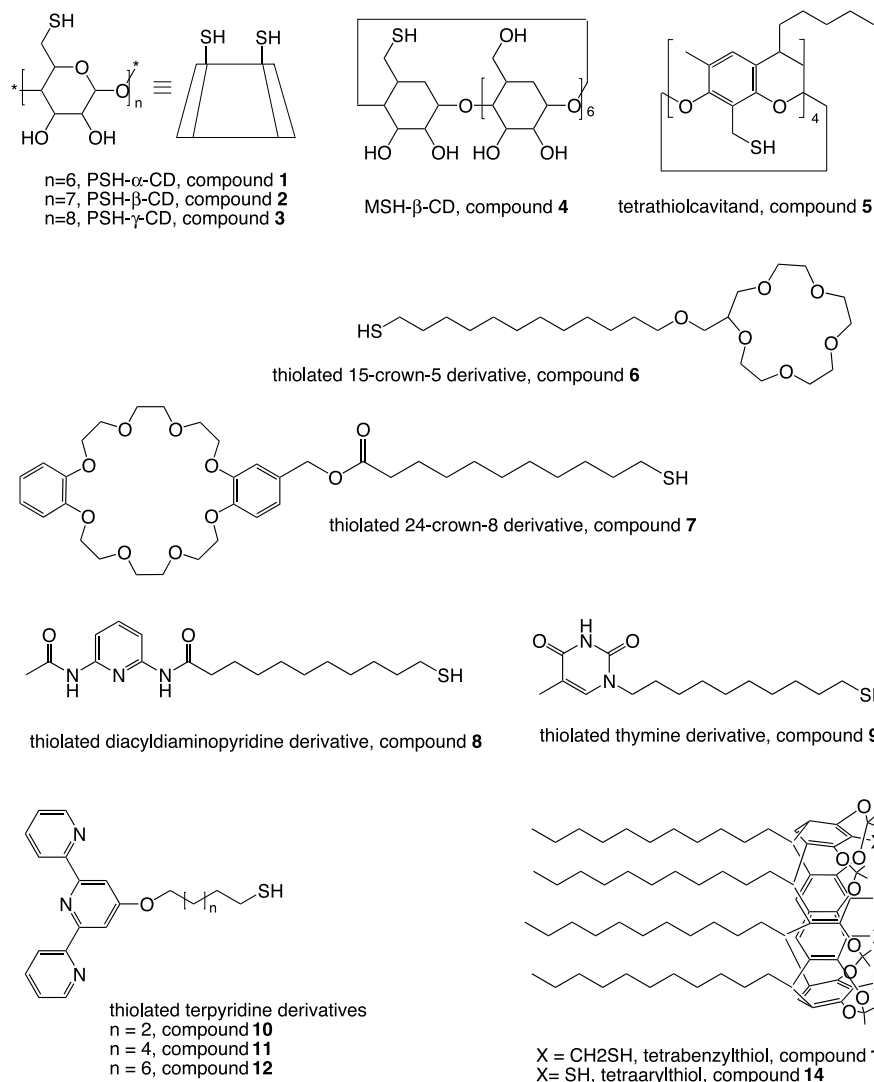 SH
O
*
O
*
n
HO
OH
≡
SH SH
n=6, PSH-α-CD, compound 1
n=7, PSH-β-CD, compound 2
n=8, PSH-γ-CD, compound 3
SH
OH
O
O
6
HO
OH
HO
OH
MSH-β-CD, compound 4
O
O
4
SH
tetrathiolcavitand, compound 5
HS
O
O
O
O
O
O
thiolated 15-crown-5 derivative, compound 6
O
O
O
O
O
O
O
O
O
O
SH
thiolated 24-crown-8 derivative, compound 7
O
O
N
H
N
N
H
SH
thiolated diacyldiaminopyridine derivative, compound 8
O
NH
O
N
SH
thiolated thymine derivative, compound 9
N
N
N
O
n
SH
thiolated terpyridine derivatives
n = 2, compound 10
n = 4, compound 11
n = 6, compound 12
O
O
X
O
O
O
O
O
O
O
O
X = CH2SH, tetrabenzylthiol, compound 1
X= SH, tetraarylthiol, compound 14